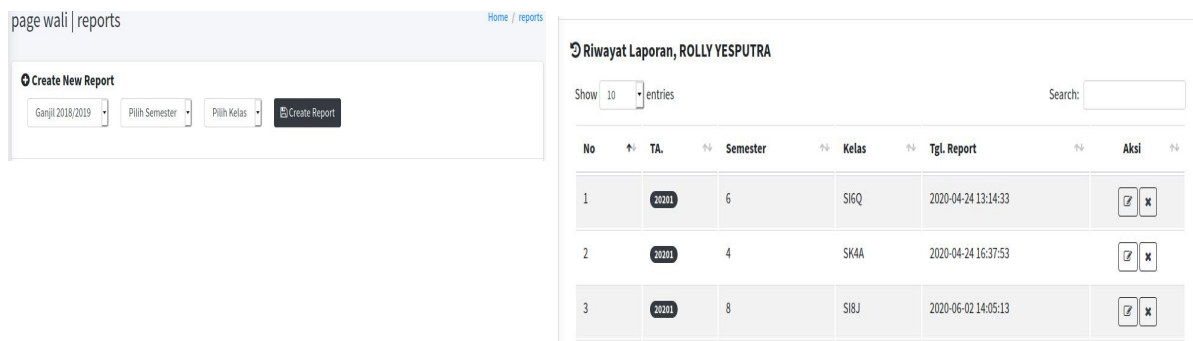 page wali | reports
Home / reports
Create New Report
Ganjil 2018/2019 Pilih Semester Pilih Kelas Create Report
Riwayat Laporan, ROLLY YESPUTRA
Show 10 entries Search:
No TA. Semester Kelas Tgl. Report Aksi
1 20201 6 SI6Q 2020-04-24 13:14:33
2 20201 4 SK4A 2020-04-24 16:37:53
3 20201 8 SI8J 2020-06-02 14:05:13